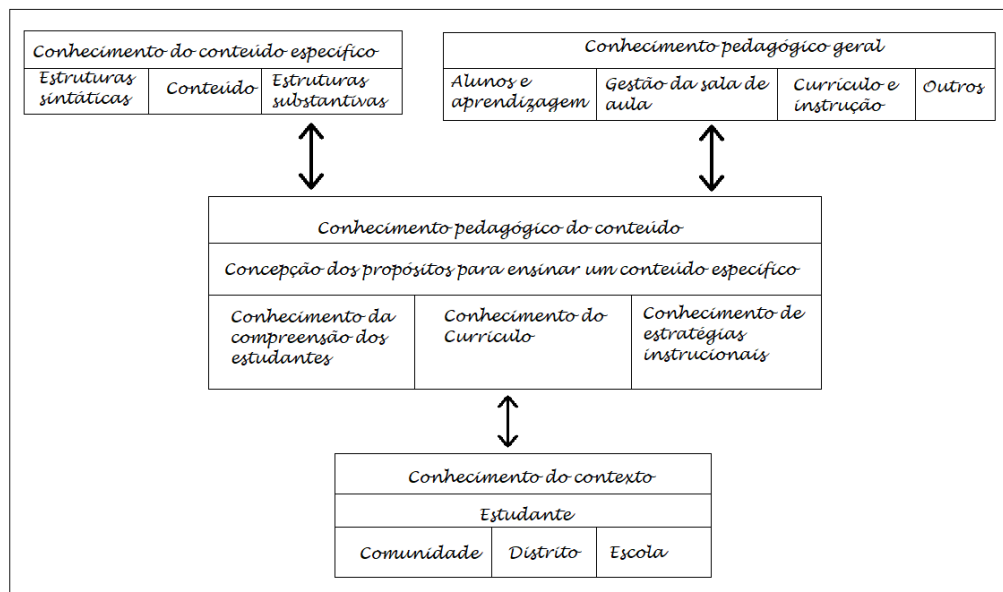 Conhecimento do conteúdo específico
Estruturas
sintáticas
Conteúdo
Estruturas
substantivas
Conhecimento pedagógico geral
Alunos e
aprendizagem
Gestão da sala de
aula
Currículo e
instrução
Outros
Conhecimento pedagógico do conteúdo
Concepção dos propósitos para ensinar um conteúdo específico
Conhecimento da
compreensão dos
estudantes
Conhecimento do
Currículo
Conhecimento de
estratégias
instrucionais
Conhecimento do contexto
Estudante
Comunidade
Distrito
Escola